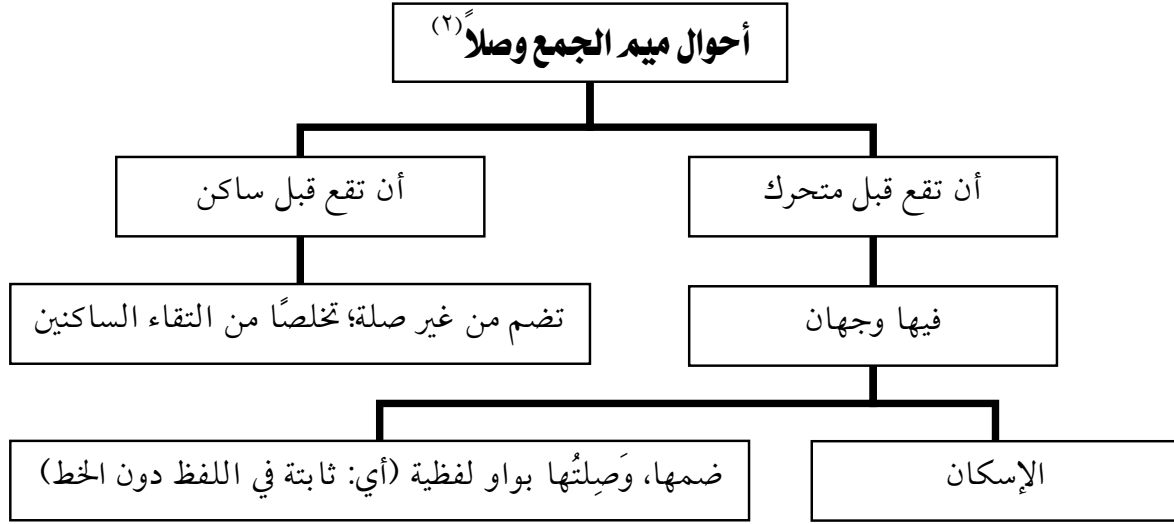 أحوال ميم الجمع وصلاً(٢)
أن تقع قبل متحرك
أن تقع قبل ساكن
فيها وجهان
تضم من غير صلة؛ تخلصًا من التقاء الساكنين
الإسكان
ضمها، وَصِلتُها بواو لفظية (أي: ثابتة في اللفظ دون الخط)